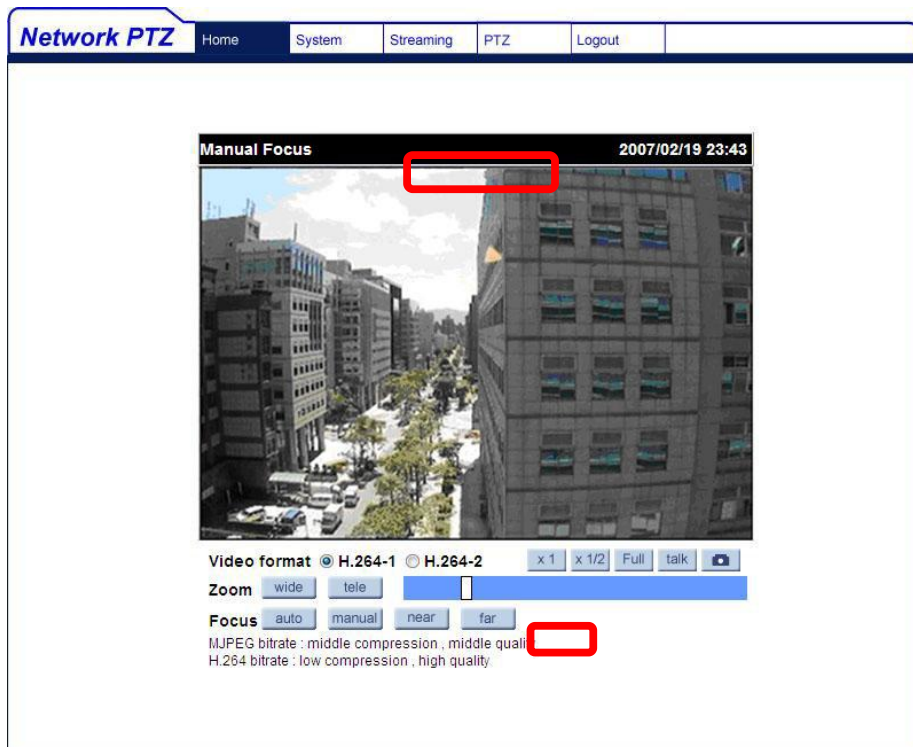 Network PTZ
Home System Streaming PTZ Logout
Manual Focus 2007/02/19 23:43
Video format H.264-1 H.264-2 x 1 x 1/2 Full talk
Zoom wide tele
Focus auto manual near far
MJPEG bitrate : middle compression , middle
H.264 bitrate : low compression , high quality.